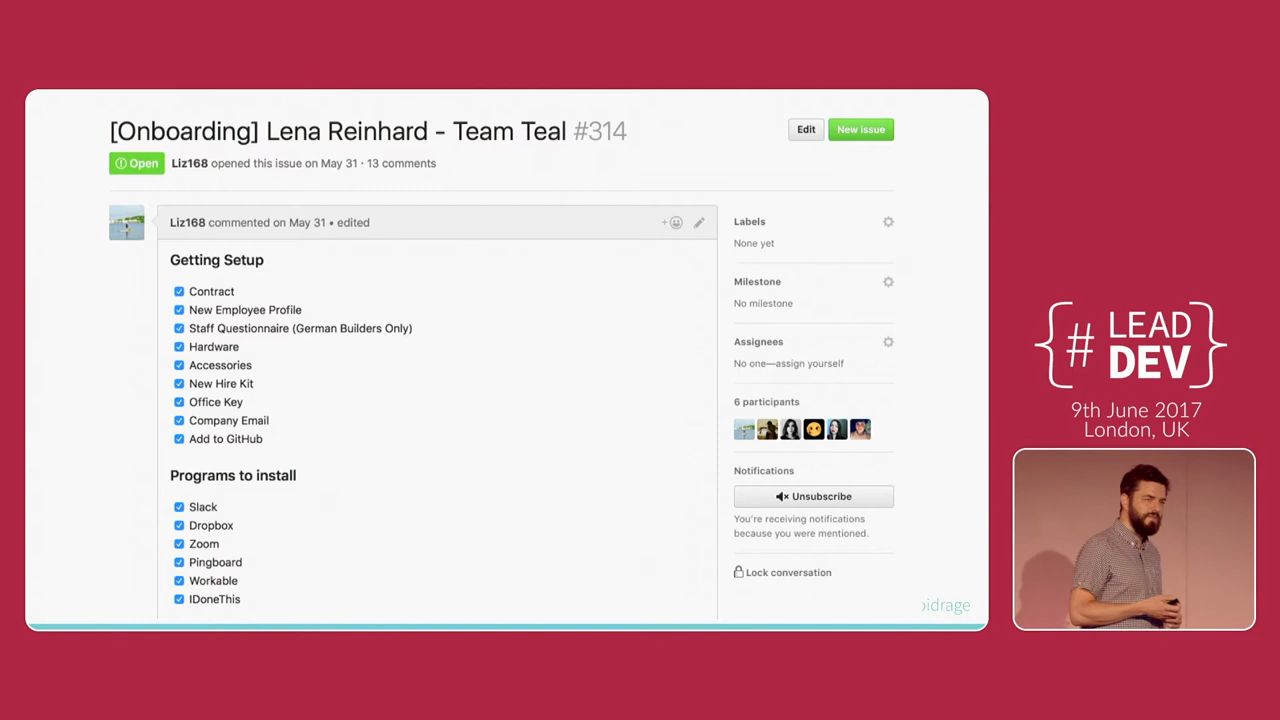 [Onboarding] Lena Reinhard - Team Teal #314
Edit
New issue
Open
Liz168 opened this issue on May 31 · 13 comments
Liz168 commented on May 31 • edited
Getting Setup
Contract
New Employee Profile
Staff Questionnaire (German Builders Only)
Hardware
Accessories
New Hire Kit
Office Key
Company Email
Add to GitHub
Programs to install
Slack
Dropbox
Zoom
Pingboard
Workable
IDoneThis
Labels
None yet
Milestone
No milestone
Assignees
No one—assign yourself
6 participants
Notifications
Unsubscribe
You're receiving notifications
because you were mentioned.
Lock conversation
idrage
{# LEAD
DEV}
9th June 2017
London, UK